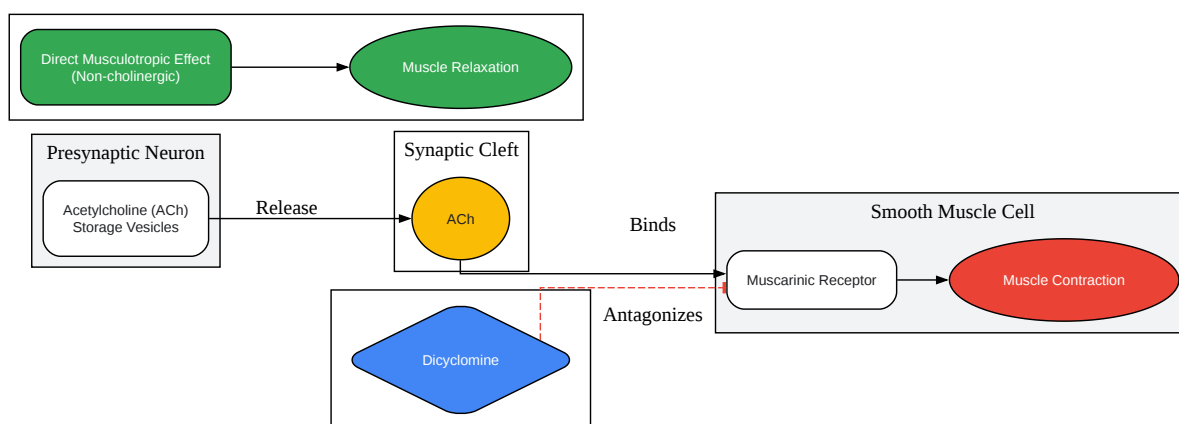 Direct Musculotropic Effect
(Non-cholinergic)
Muscle Relaxation
Presynaptic Neuron
Acetylcholine (ACh)
Storage Vesicles
Release
Synaptic Cleft
ACh
Binds
Smooth Muscle Cell
Muscarinic Receptor
Muscle Contraction
Antagonizes
Dicyclomine